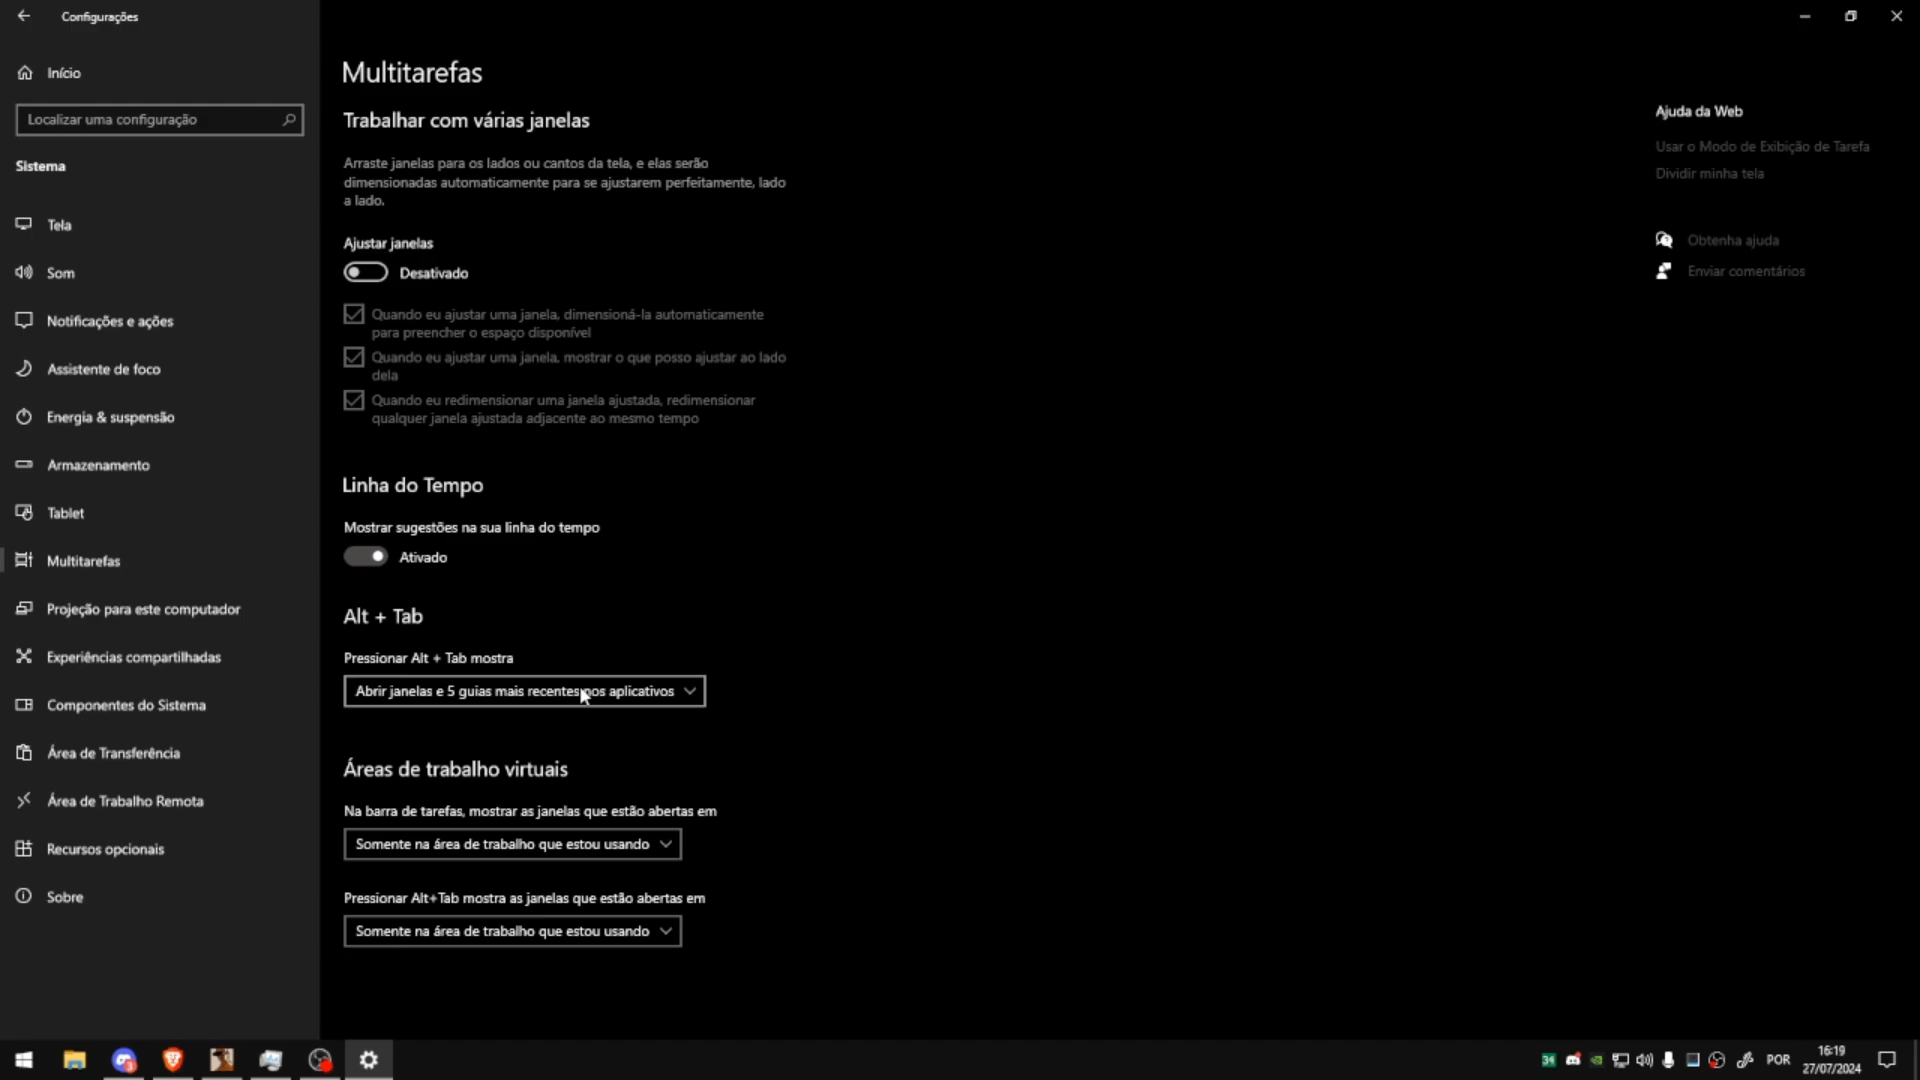 Configurações
Início
Localizar uma configuração
Sistema
Tela
Som
Notificações e ações
Assistente de foco
Energia & suspensão
Armazenamento
Tablet
Multitarefas
Projeção para este computador
Experiências compartilhadas
Componentes do Sistema
Área de Transferência
Área de Trabalho Remota
Recursos opcionais
Sobre
Multitarefas
Trabalhar com várias janelas
Arraste janelas para os lados ou cantos da tela, e elas serão
dimensionadas automaticamente para se ajustarem perfeitamente, lado
a lado.
Ajustar janelas
Desativado
Quando eu ajustar uma janela, dimensioná-la automaticamente
para preencher o espaço disponível
Quando eu ajustar uma janela, mostrar o que posso ajustar ao lado
dela
Quando eu redimensionar uma janela ajustada, redimensionar
qualquer janela ajustada adjacente ao mesmo tempo
Linha do Tempo
Mostrar sugestões na sua linha do tempo
Ativado
Alt + Tab
Pressionar Alt + Tab mostra
Abrir janelas e 5 guias mais recentes nos aplicativos
Áreas de trabalho virtuais
Na barra de tarefas, mostrar as janelas que estão abertas em
Somente na área de trabalho que estou usando
Pressionar Alt+Tab mostra as janelas que estão abertas em
Somente na área de trabalho que estou usando
Ajuda da Web
Usar o Modo de Exibição de Tarefa
Dividir minha tela
Obtenha ajuda
Enviar comentários
34
POR
16:19
27/07/2024